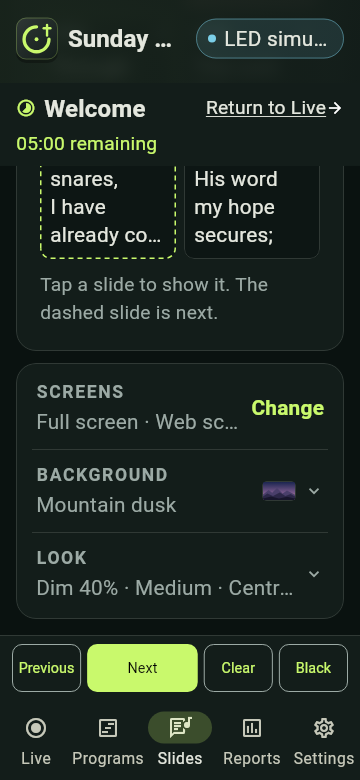 Sunday ...
LED simu...
Welcome
Return to Live
05:00 remaining
snares,
I have
already co...
His word
my hope
secures;
Tap a slide to show it. The
dashed slide is next.
SCREENS
Full screen · Web sc...
Change
BACKGROUND
Mountain dusk
LOOK
Dim 40% · Medium · Centr...
Previous
Next
Clear
Black
Live
Programs
Slides
Reports
Settings